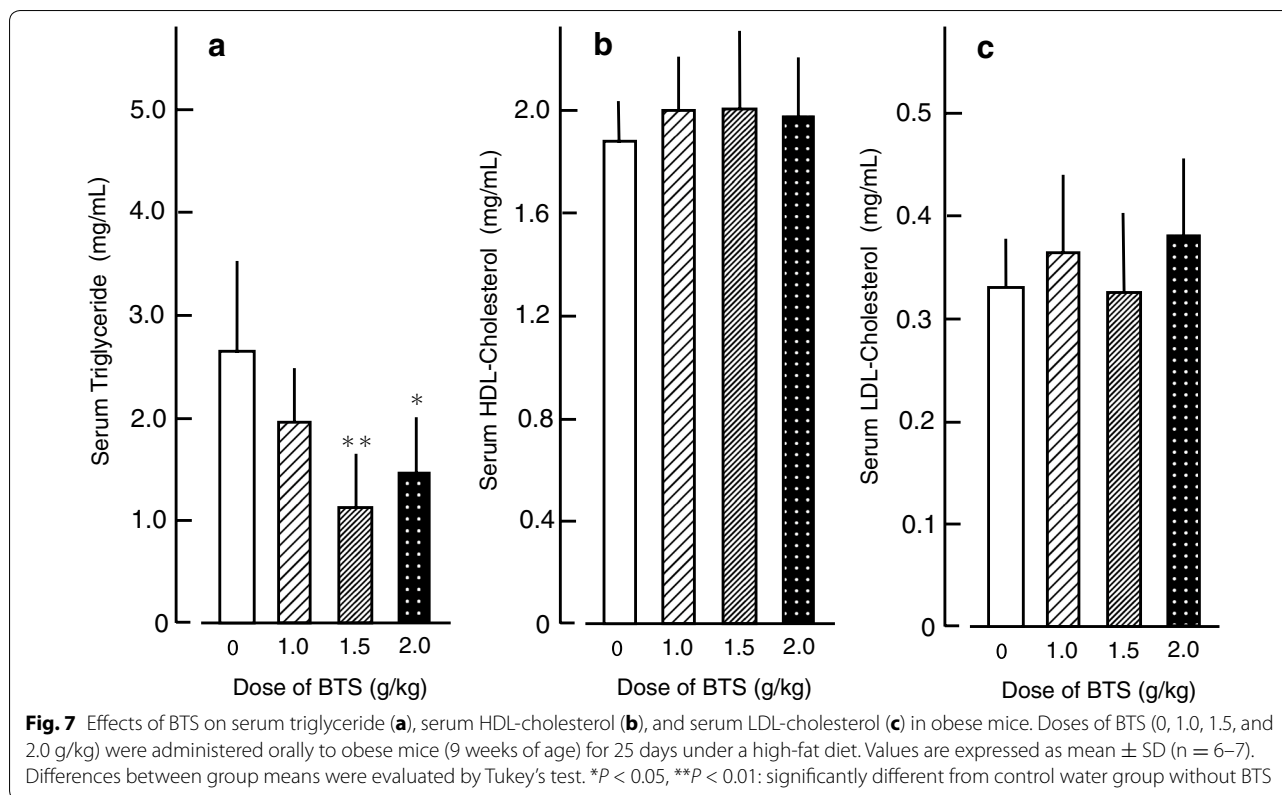 a
5.0
4.0
3.0
2.0
1.0
0
Serum Triglyceride (mg/mL)
**
*
0 1.0 1.5 2.0
Dose of BTS (g/kg)
b
2.0
1.6
1.2
0.8
0.4
0
Serum HDL-Cholesterol (mg/mL)
0 1.0 1.5 2.0
Dose of BTS (g/kg)
c
0.5
0.4
0.3
0.2
0.1
0
Serum LDL-Cholesterol (mg/mL)
0 1.0 1.5 2.0
Dose of BTS (g/kg)
Fig. 7 Effects of BTS on serum triglyceride (a), serum HDL-cholesterol (b), and serum LDL-cholesterol (c) in obese mice. Doses of BTS (0, 1.0, 1.5, and
2.0 g/kg) were administered orally to obese mice (9 weeks of age) for 25 days under a high-fat diet. Values are expressed as mean ± SD (n = 6–7).
Differences between group means were evaluated by Tukey's test. *P < 0.05, **P < 0.01: significantly different from control water group without BTS